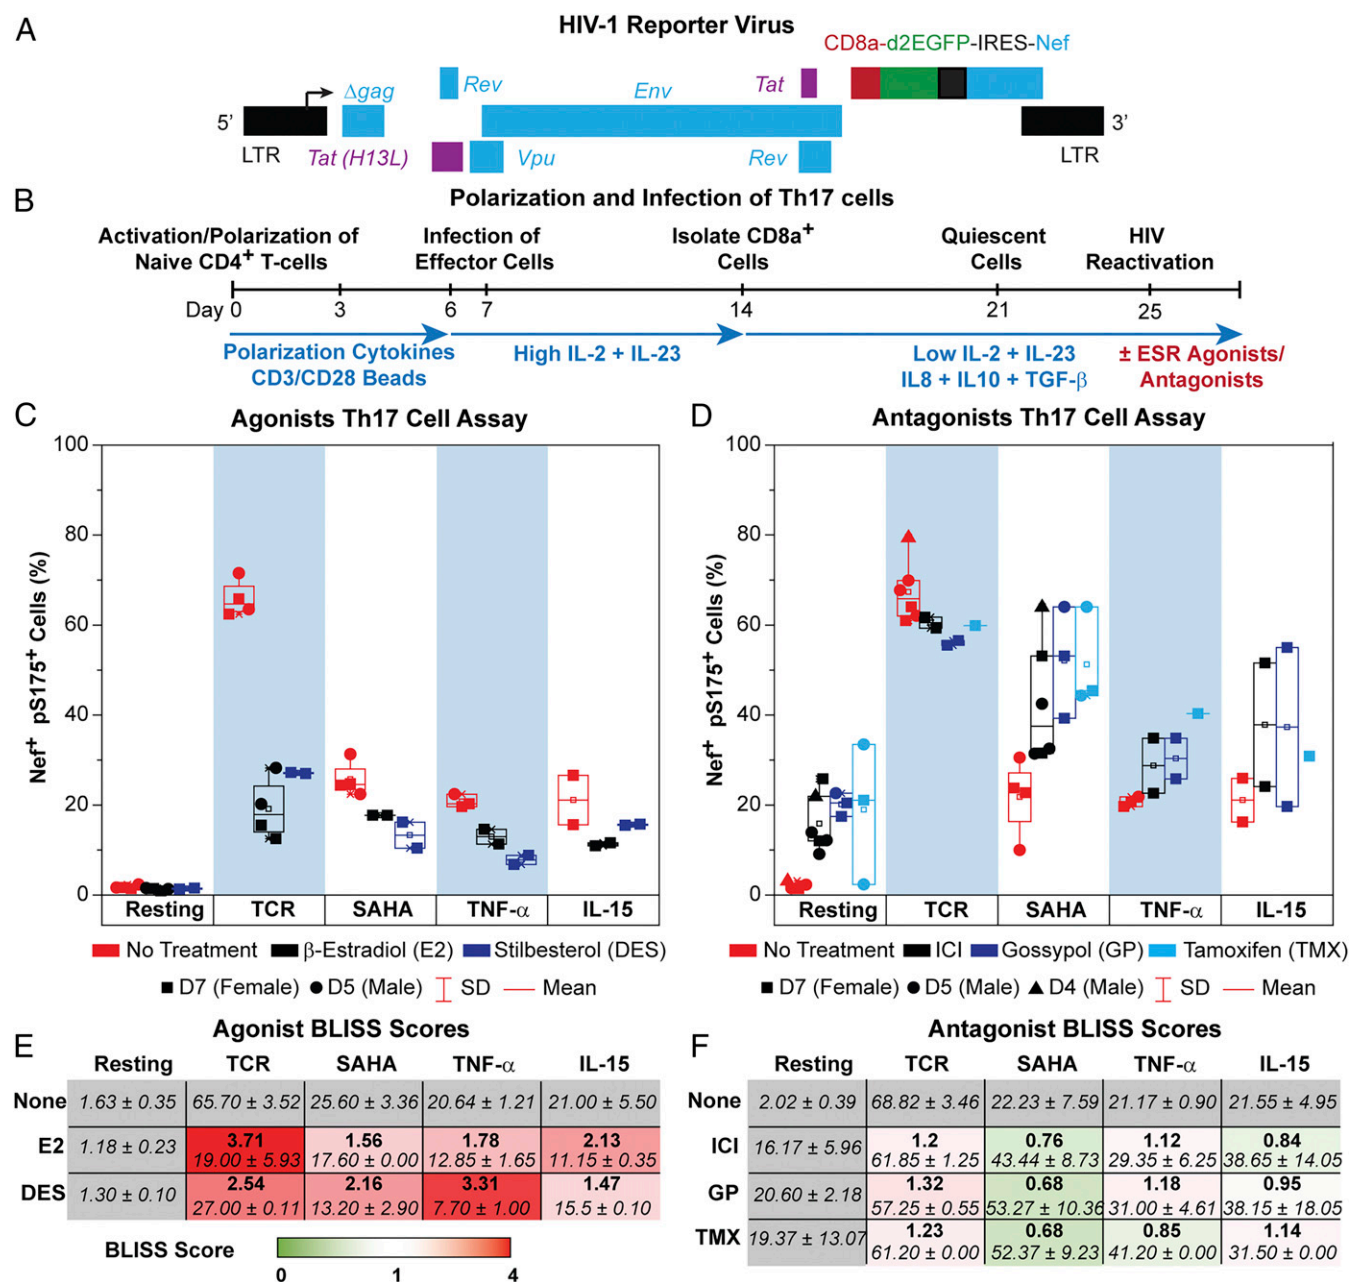 A
HIV-1 Reporter Virus
CD8a-d2EGFP-IRES-Nef
Δgag
Rev
Env
Tat
5'
3'
LTR
Tat (H13L)
Vpu
Rev
LTR
B
Polarization and Infection of Th17 cells
Activation/Polarization of
Naive CD4+ T-cells
Infection of
Effector Cells
Isolate CD8a+
Cells
Quiescent
Cells
HIV
Reactivation
Day 0 3 6 7 14 21 25
Polarization Cytokines
CD3/CD28 Beads
High IL-2 + IL-23
Low IL-2 + IL-23
IL8 + IL10 + TGF-β
± ESR Agonists/
Antagonists
C
Agonists Th17 Cell Assay
Nef+ pS175+ Cells (%)
100
80
60
40
20
0
Resting TCR SAHA TNF-α IL-15
No Treatment β-Estradiol (E2) Stilbesterol (DES)
D7 (Female) D5 (Male) SD Mean
D
Antagonists Th17 Cell Assay
Nef+ pS175+ Cells (%)
100
80
60
40
20
0
Resting TCR SAHA TNF-α IL-15
No Treatment ICI Gossypol (GP) Tamoxifen (TMX)
D7 (Female) D5 (Male) D4 (Male) SD Mean
E
Agonist BLISS Scores
Resting TCR SAHA TNF-α IL-15
None 1.63 ± 0.35 65.70 ± 3.52 25.60 ± 3.36 20.64 ± 1.21 21.00 ± 5.50
3.71 1.56 1.78 2.13
E2 1.18 ± 0.23 19.00 ± 5.93 17.60 ± 0.00 12.85 ± 1.65 11.15 ± 0.35
2.54 2.16 3.31 1.47
DES 1.30 ± 0.10 27.00 ± 0.11 13.20 ± 2.90 7.70 ± 1.00 15.5 ± 0.10
BLISS Score
0 1 4
F
Antagonist BLISS Scores
Resting TCR SAHA TNF-α IL-15
None 2.02 ± 0.39 68.82 ± 3.46 22.23 ± 7.59 21.17 ± 0.90 21.55 ± 4.95
1.2 0.76 1.12 0.84
ICI 16.17 ± 5.96 61.85 ± 1.25 43.44 ± 8.73 29.35 ± 6.25 38.65 ± 14.05
1.32 0.68 1.18 0.95
GP 20.60 ± 2.18 57.25 ± 0.55 53.27 ± 10.36 31.00 ± 4.61 38.15 ± 18.05
1.23 0.68 0.85 1.14
TMX 19.37 ± 13.07 61.20 ± 0.00 52.37 ± 9.23 41.20 ± 0.00 31.50 ± 0.00